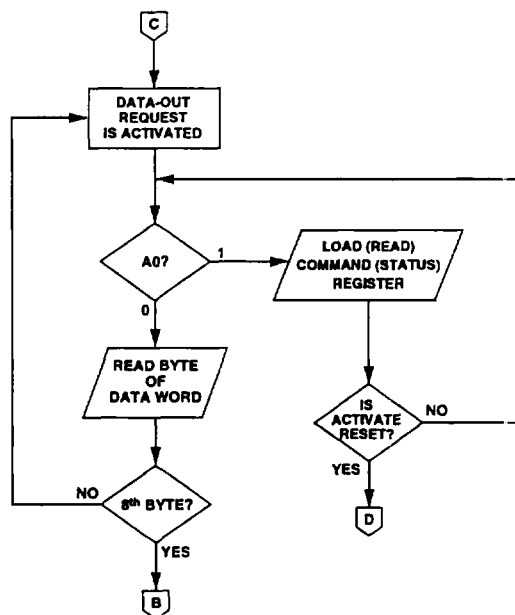 C
DATA-OUT
REQUEST
IS ACTIVATED
A0?
1
0
LOAD (READ)
COMMAND (STATUS)
REGISTER
READ BYTE
OF
DATA WORD
IS
ACTIVATE
RESET?
NO
YES
D
NO
8th BYTE?
YES
B